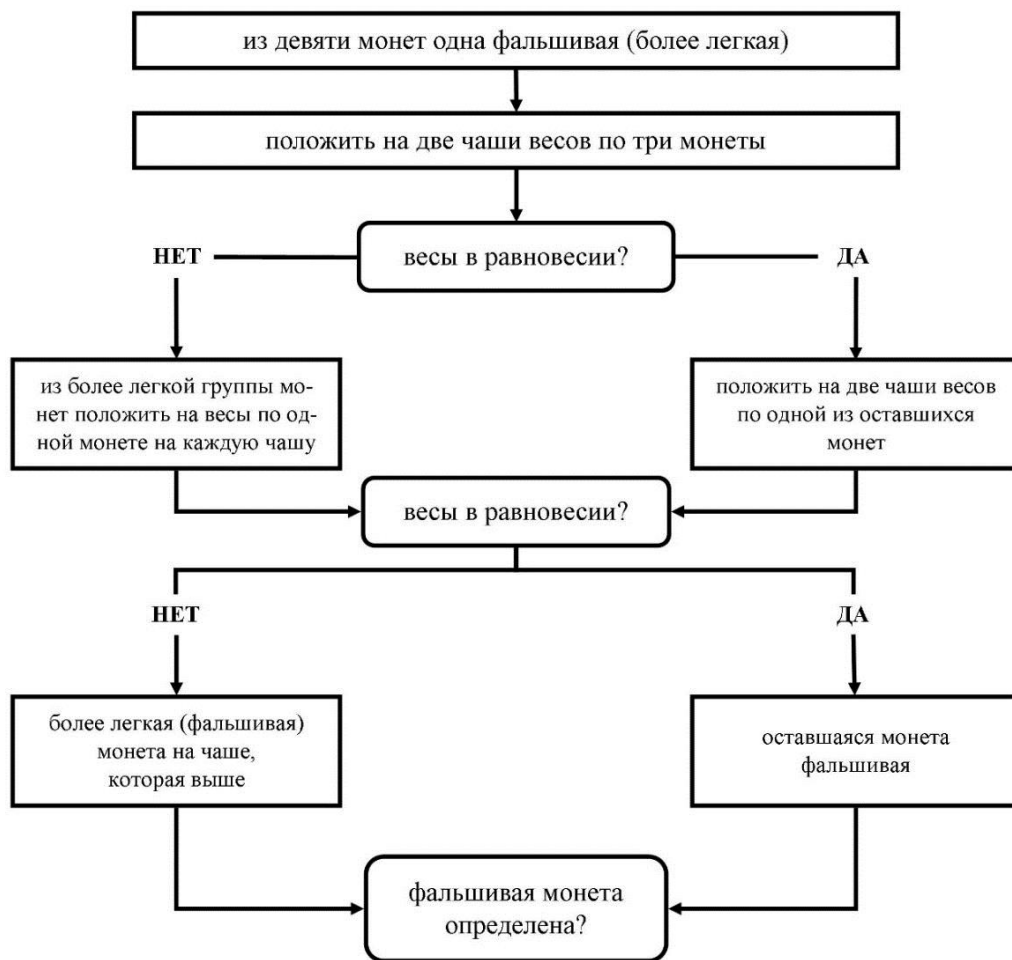 из девяти монет одна фальшивая (более легкая)
положить на две чаши весов по три монеты
весы в равновесии?
НЕТ
ДА
из более легкой группы мо-
нет положить на весы по од-
ной монете на каждую чашу
положить на две чаши весов
по одной из оставшихся
монет
весы в равновесии?
НЕТ
ДА
более легкая (фальшивая)
монета на чаше,
которая выше
оставшаяся монета
фальшивая
фальшивая монета
определена?